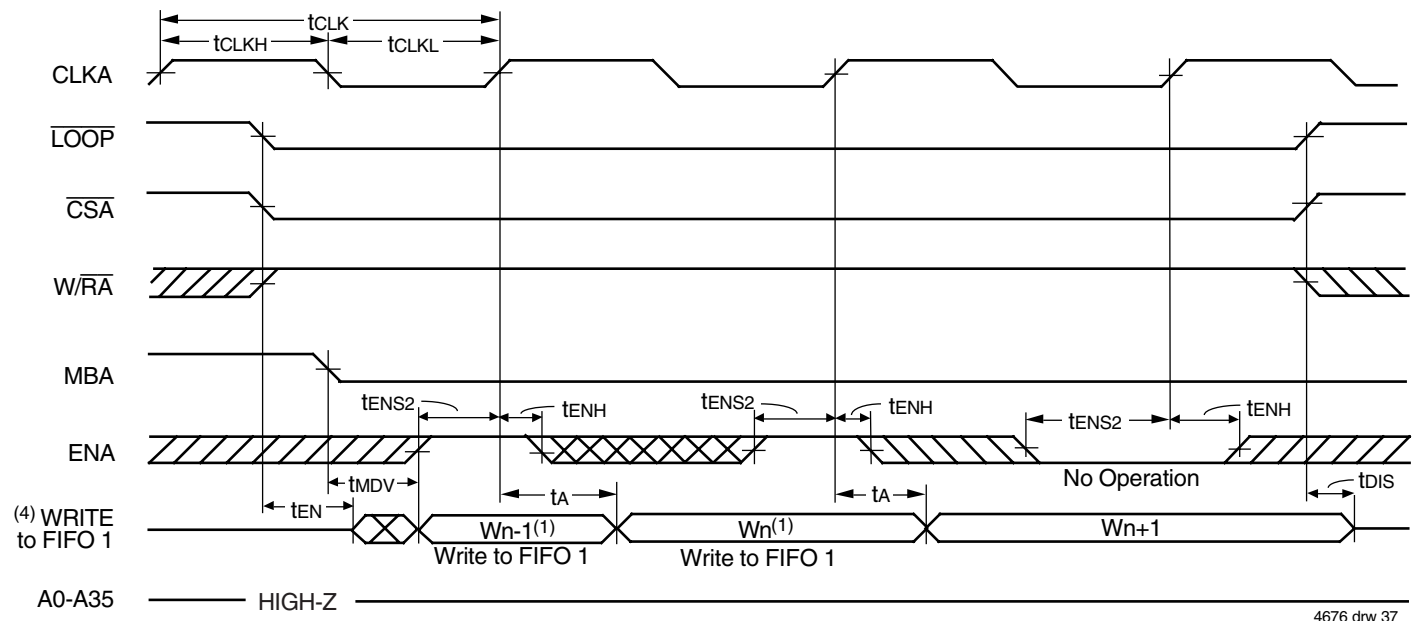 tCLK
tCLKH
tCLKL
CLKA
LOOP
CSA
W/RA
MBA
tENS2
tENH
tENS2
tENH
tENS2
tENH
ENA
No Operation
tMDV
tEN
tA
tA
tDIS
(4) WRITE
to FIFO 1
Wn-1(1)
Wn(1)
Wn+1
Write to FIFO 1
Write to FIFO 1
A0-A35
HIGH-Z
4676 drw 37